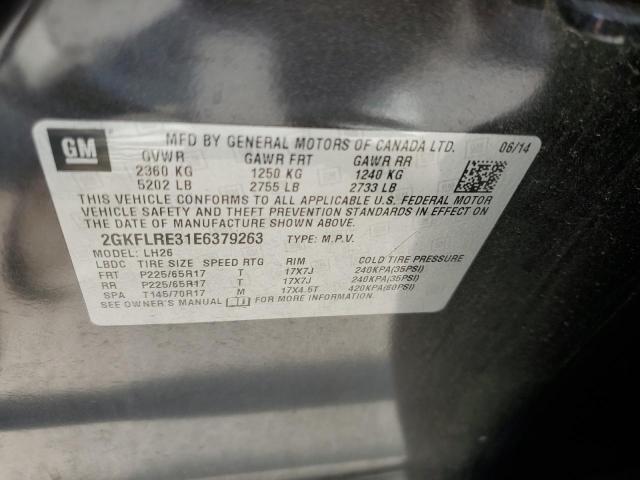 GM
MFD BY GENERAL MOTORS OF CANADA LTD. 06/14
GVWR GAWR FRT GAWR RR
2360 KG 1250 KG 1240 KG
5202 LB 2755 LB 2733 LB
THIS VEHICLE CONFORMS TO ALL APPLICABLE U.S. FEDERAL MOTOR
VEHICLE SAFETY AND THEFT PREVENTION STANDARDS IN EFFECT ON
THE DATE OF MANUFACTURE SHOWN ABOVE.
2GKFLRE31E6379263 TYPE: M.P.V.
MODEL: LH26
LBDC TIRE SIZE SPEED RTG RIM COLD TIRE PRESSURE
FRT P225/65R17 T 17X7J 240KPA(35PSI)
RR P225/65R17 T 17X7J 240KPA(35PSI)
SPA T145/70R17 M 17X4.5T 420KPA(60PSI)
SEE OWNER'S MANUAL FOR MORE INFORMATION.